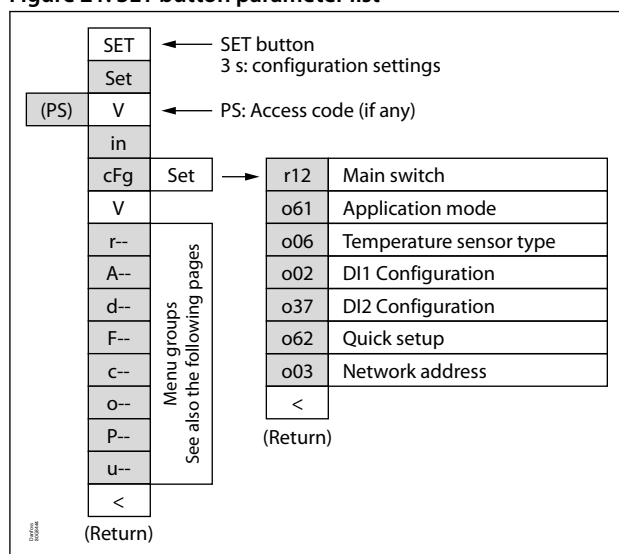 Figure 21: SET button parameter list
SET
SET button
3 s: configuration settings
Set
(PS)
V
PS: Access code (if any)
in
cFg
Set
V
r--
A--
d--
F--
c--
o--
P--
u--
<
(Return)
Menu groups
See also the following pages
r12 Main switch
o61 Application mode
o06 Temperature sensor type
o02 DI1 Configuration
o37 DI2 Configuration
o62 Quick setup
o03 Network address
<
(Return)
Danfoss